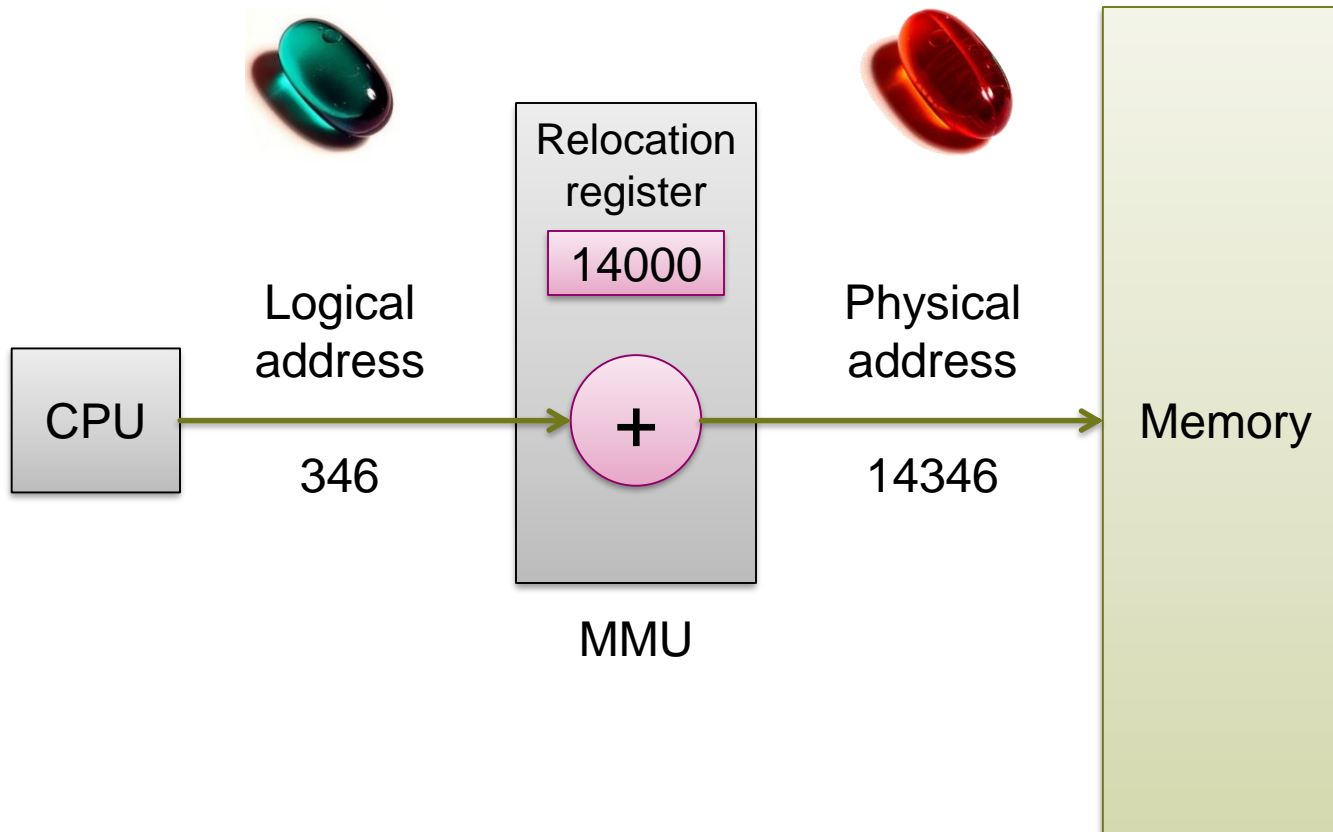 Relocation
register
14000
Logical
address
Physical
address
CPU
+
Memory
346
14346
MMU